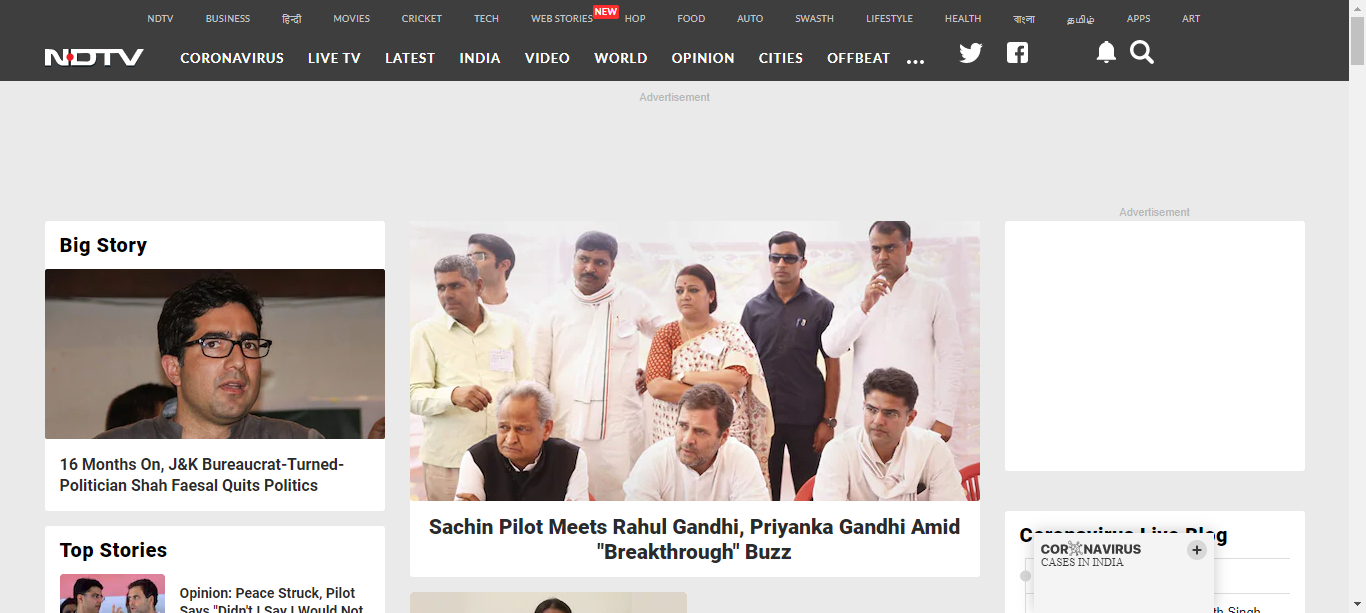 NDTV BUSINESS हिन्दी MOVIES CRICKET TECH WEB STORIES NEW HOP FOOD AUTO SWASTH LIFESTYLE HEALTH বাংলা தமிழ் APPS ART
NDTV CORONAVIRUS LIVE TV LATEST INDIA VIDEO WORLD OPINION CITIES OFFBEAT ...
Advertisement
Advertisement
Big Story
16 Months On, J&K Bureaucrat-Turned-
Politician Shah Faesal Quits Politics
Top Stories
Opinion: Peace Struck, Pilot
Says "Didn't I Say I Would Not
Sachin Pilot Meets Rahul Gandhi, Priyanka Gandhi Amid
"Breakthrough" Buzz
Coronavirus Live Blog
CORONAVIRUS
CASES IN INDIA
Singh